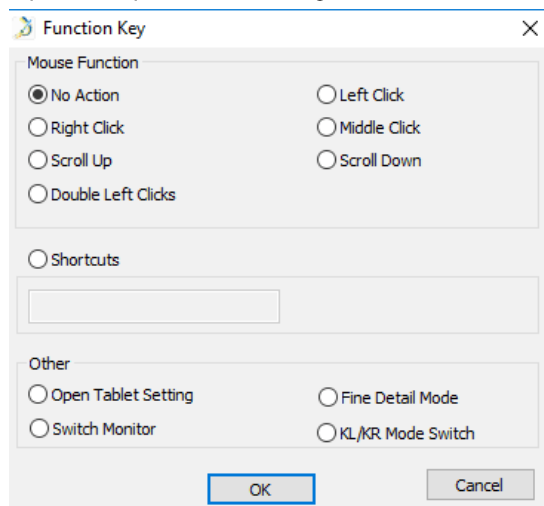 Function Key
Mouse Function
No Action
Left Click
Right Click
Middle Click
Scroll Up
Scroll Down
Double Left Clicks
Shortcuts
Other
Open Tablet Setting
Fine Detail Mode
Switch Monitor
KL/KR Mode Switch
OK
Cancel